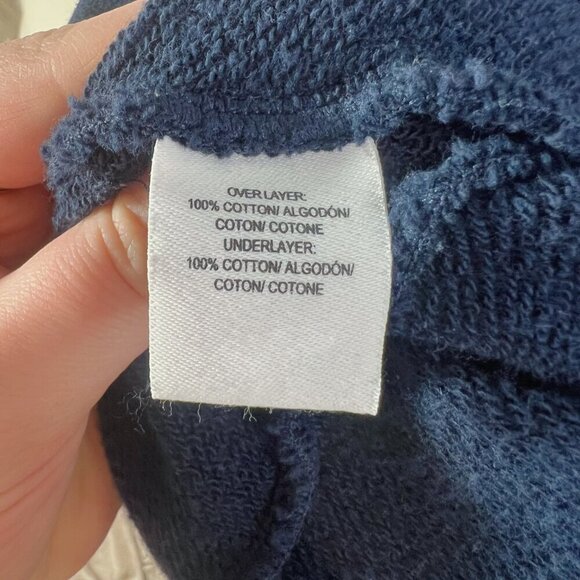 OVER LAYER:
100% COTTON/ ALGODÓN/
COTON/ COTONE
UNDERLAYER:
100% COTTON/ ALGODÓN/
COTON/ COTONE